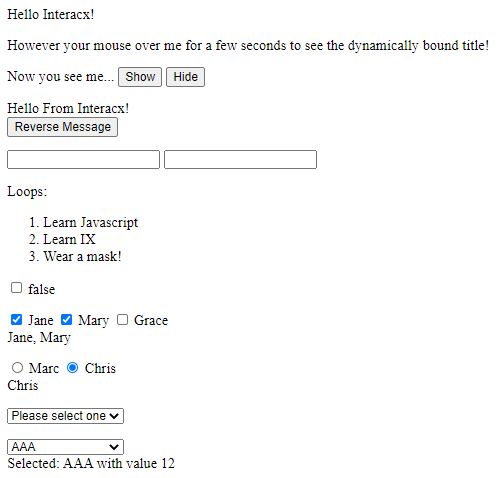 Hello Interacx!
However your mouse over me for a few seconds to see the dynamically bound title!
Now you see me... Show Hide
Hello From Interacx!
Reverse Message
Loops:
1. Learn Javascript
2. Learn IX
3. Wear a mask!
false
Jane Mary Grace
Jane, Mary
Marc Chris
Chris
Please select one
AAA
Selected: AAA with value 12